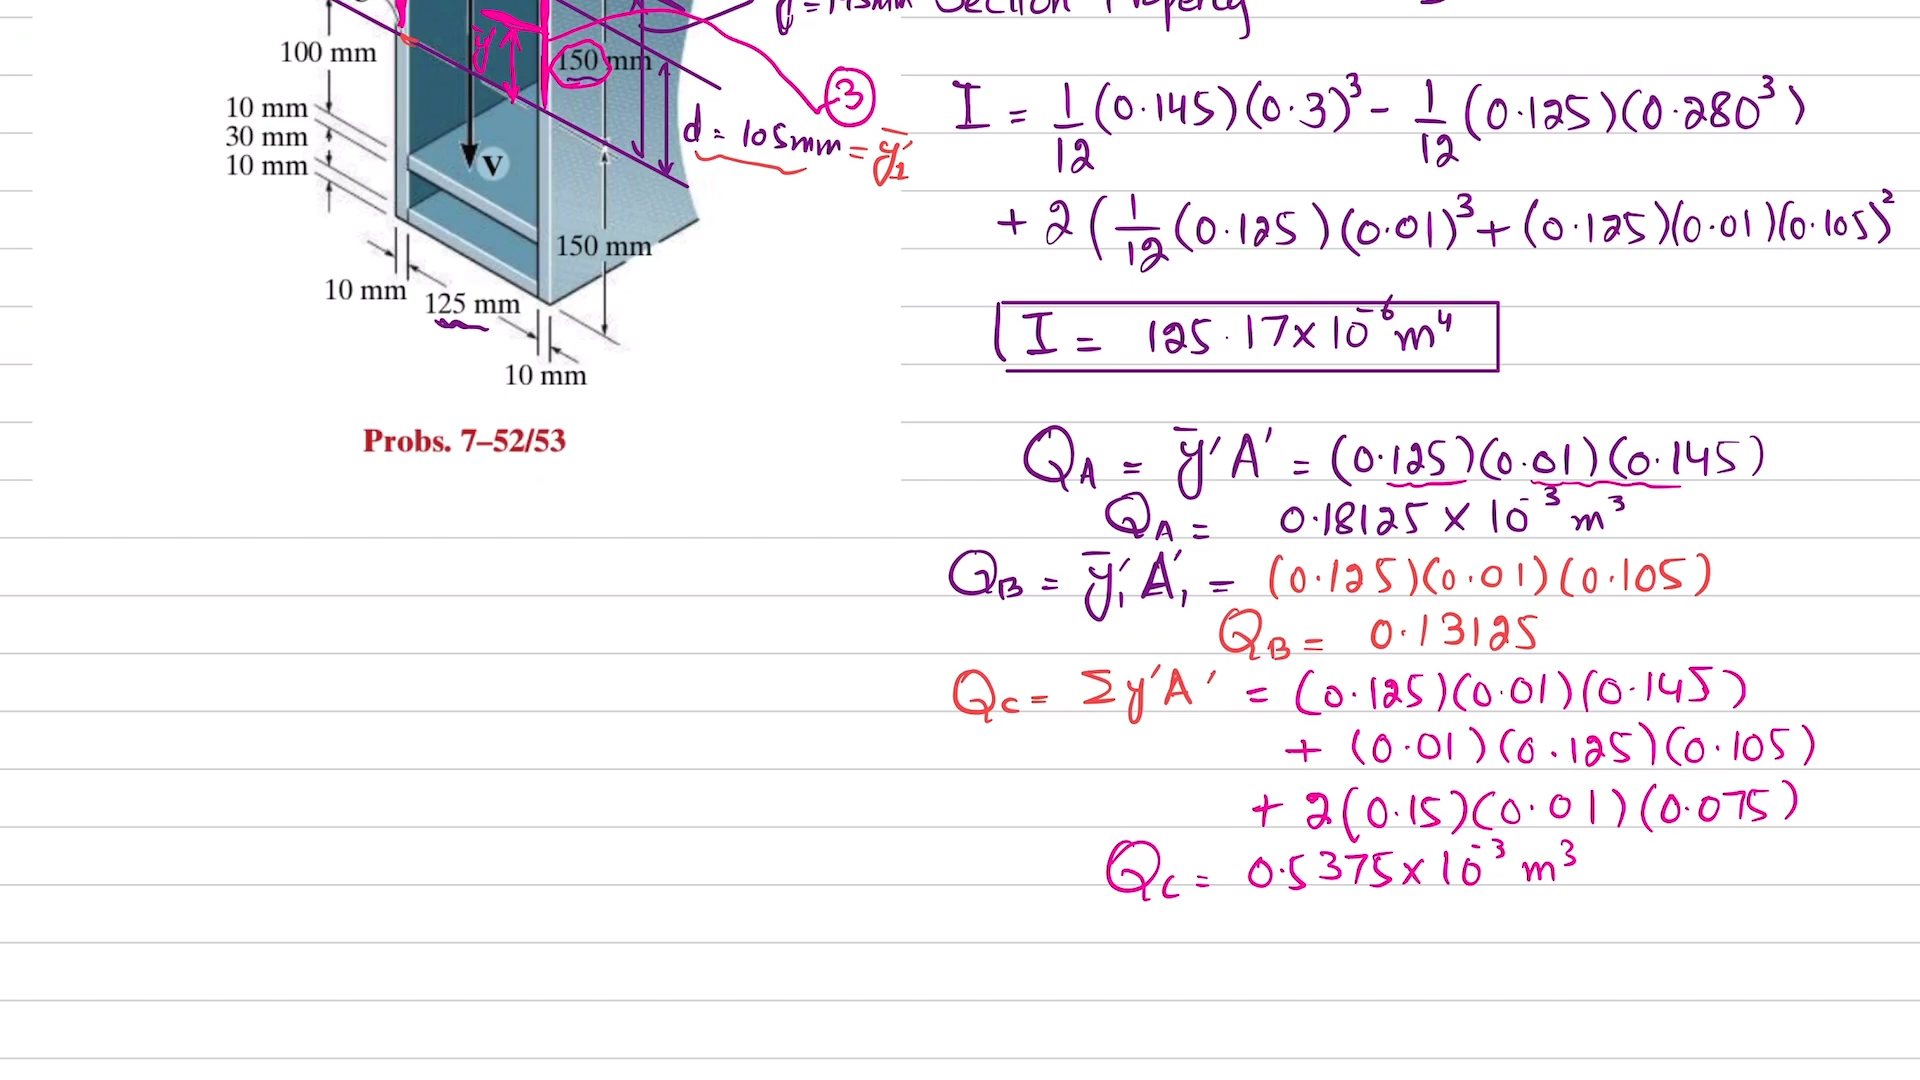 ȳ = 145mm Section Property
100 mm
150 mm
ȳ'
③
10 mm
30 mm
10 mm
V
d = 105mm = ȳ'₁
150 mm
10 mm
125 mm
10 mm
Probs. 7–52/53
I = 1/12 (0.145)(0.3)³ - 1/12 (0.125)(0.280³)
+ 2 (1/12 (0.125)(0.01)³ + (0.125)(0.01)(0.105)²
I = 125.17 x 10⁻⁶ m⁴
Q_A = ȳ'A' = (0.125)(0.01)(0.145)
Q_A = 0.18125 x 10⁻³ m³
Q_B = ȳ'₁A'₁ = (0.125)(0.01)(0.105)
Q_B = 0.13125
Q_C = Σy'A' = (0.125)(0.01)(0.145)
+ (0.01)(0.125)(0.105)
+ 2(0.15)(0.01)(0.075)
Q_C = 0.5375 x 10⁻³ m³